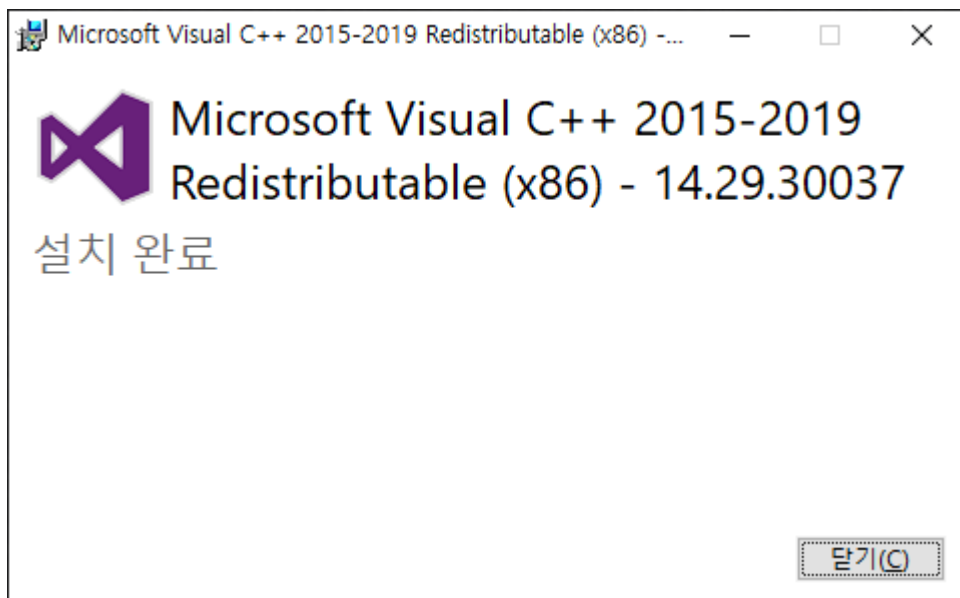 Microsoft Visual C++ 2015-2019 Redistributable (x86) -...
Microsoft Visual C++ 2015-2019
Redistributable (x86) - 14.29.30037
설치 완료
닫기(C)